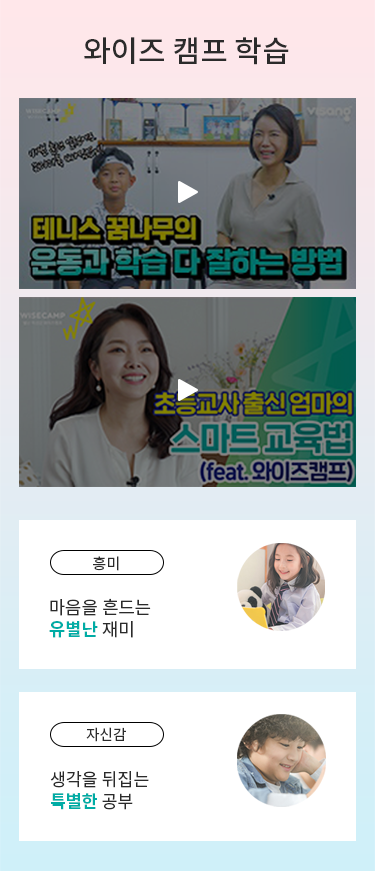 와이즈 캠프 학습
WISECAMP
visang
테니스 꿈나무의
운동과 학습 다 잘하는 방법
WISECAMP
초등교사 출신 엄마의
스마트 교육법
(feat. 와이즈캠프)
흥미
마음을 흔드는
유별난 재미
자신감
생각을 뒤집는
특별한 공부